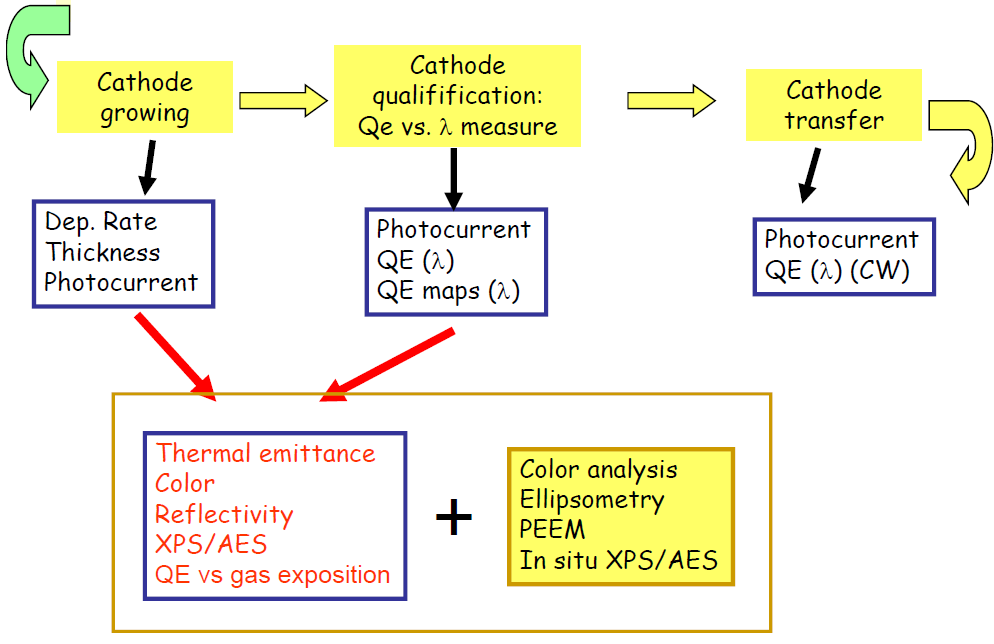 Cathode
growing
Cathode
qualifification:
Qe vs. λ measure
Cathode
transfer
Dep. Rate
Thickness
Photocurrent
Photocurrent
QE (λ)
QE maps (λ)
Photocurrent
QE (λ) (CW)
Thermal emittance
Color
Reflectivity
XPS/AES
QE vs gas exposition
+
Color analysis
Ellipsometry
PEEM
In situ XPS/AES